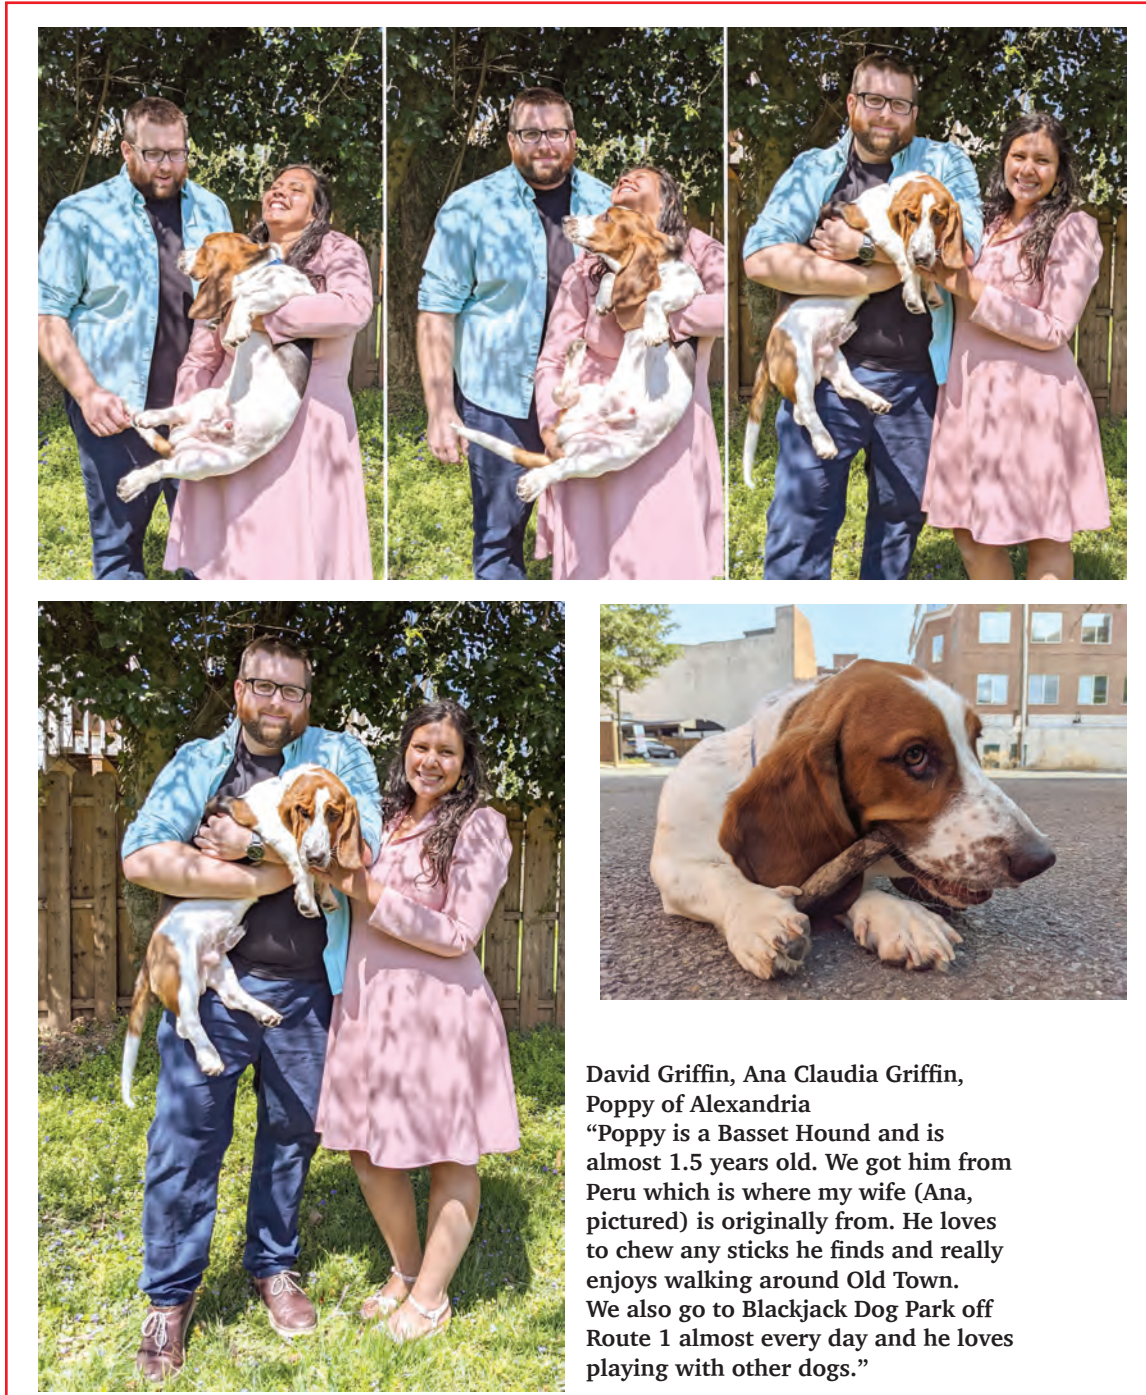 David Griffin, Ana Claudia Griffin,
Poppy of Alexandria
“Poppy is a Basset Hound and is
almost 1.5 years old. We got him from
Peru which is where my wife (Ana,
pictured) is originally from. He loves
to chew any sticks he finds and really
enjoys walking around Old Town.
We also go to Blackjack Dog Park off
Route 1 almost every day and he loves
playing with other dogs.”